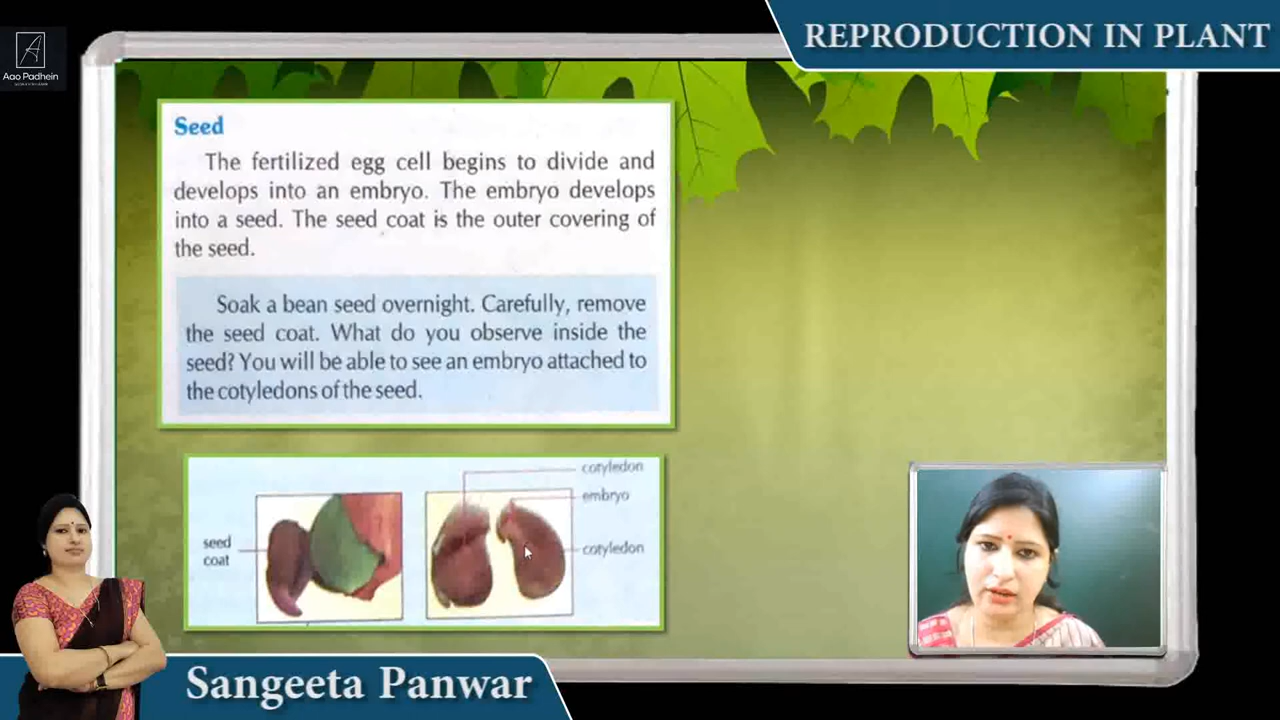 REPRODUCTION IN PLANT
Aao Padhein
Seed
The fertilized egg cell begins to divide and
develops into an embryo. The embryo develops
into a seed. The seed coat is the outer covering of
the seed.
Soak a bean seed overnight. Carefully, remove
the seed coat. What do you observe inside the
seed? You will be able to see an embryo attached to
the cotyledons of the seed.
cotyledon
embryo
seed
coat
cotyledon
Sangeeta Panwar